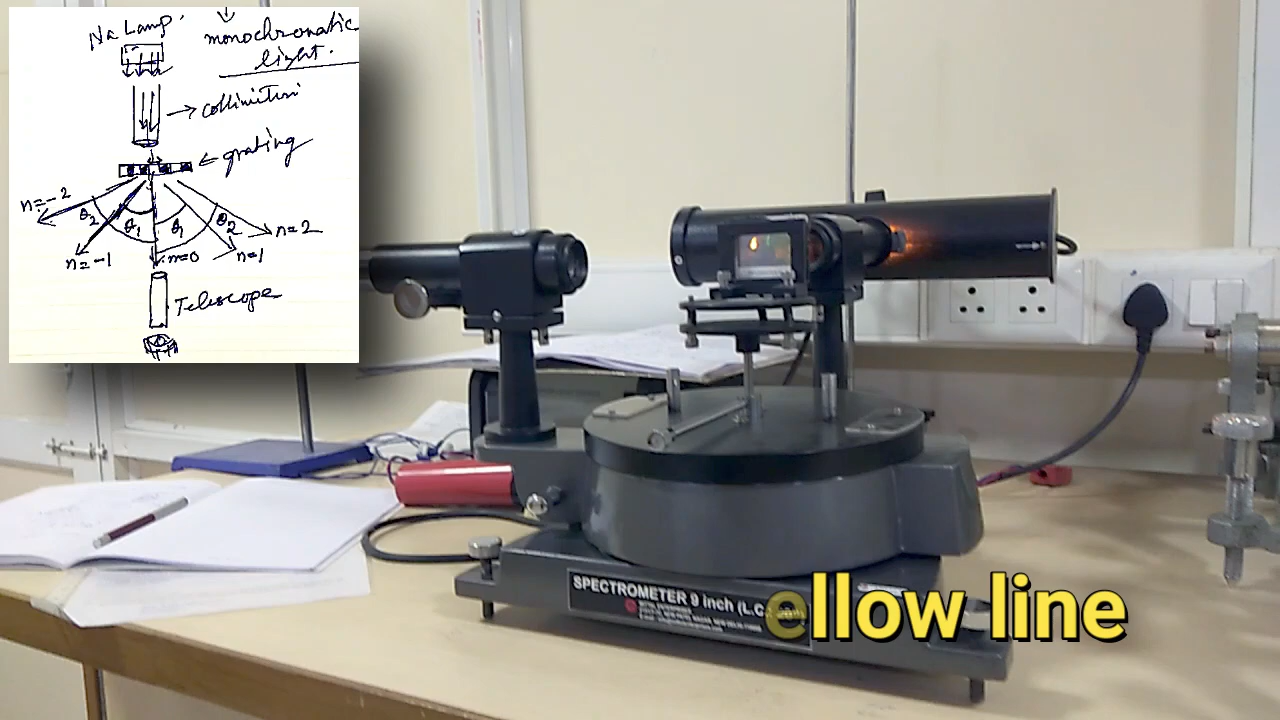 Na Lamp.
monochromatic
light.
collimeter
grating
n=-2
θ2
θ1
θ1
θ2
n=2
n=-1
n=0
n=1
Telescope
SPECTROMETER 9 inch (L.C.
ellow line